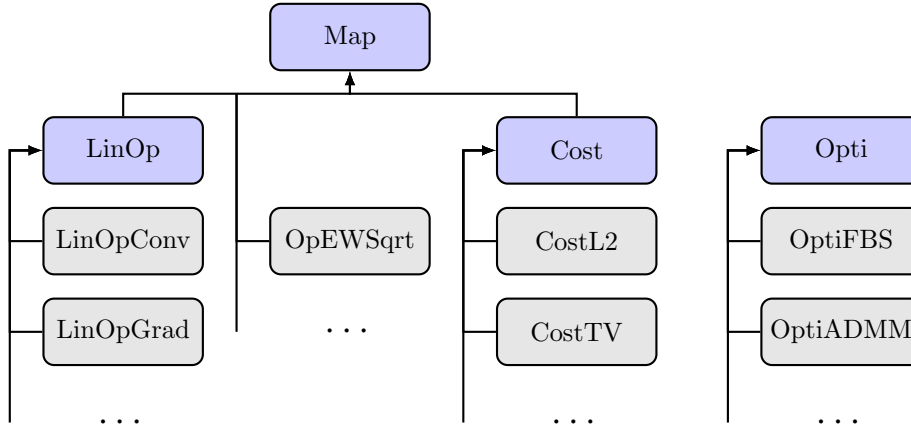 Map
LinOp
Cost
Opti
LinOpConv
OpEWSqrt
CostL2
OptiFBS
LinOpGrad
...
CostTV
OptiADMM
...
...
...